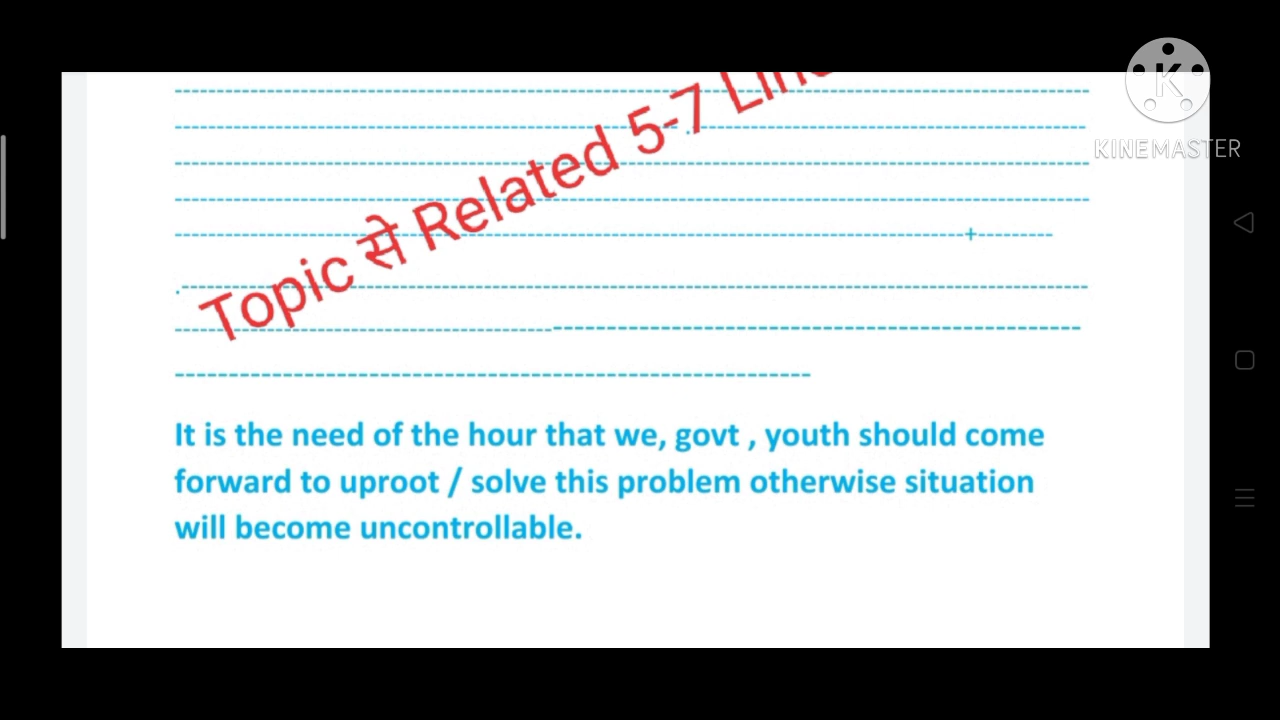 Topic से Related 5-7
KINEMASTER
It is the need of the hour that we, govt , youth should come
forward to uproot / solve this problem otherwise situation
will become uncontrollable.